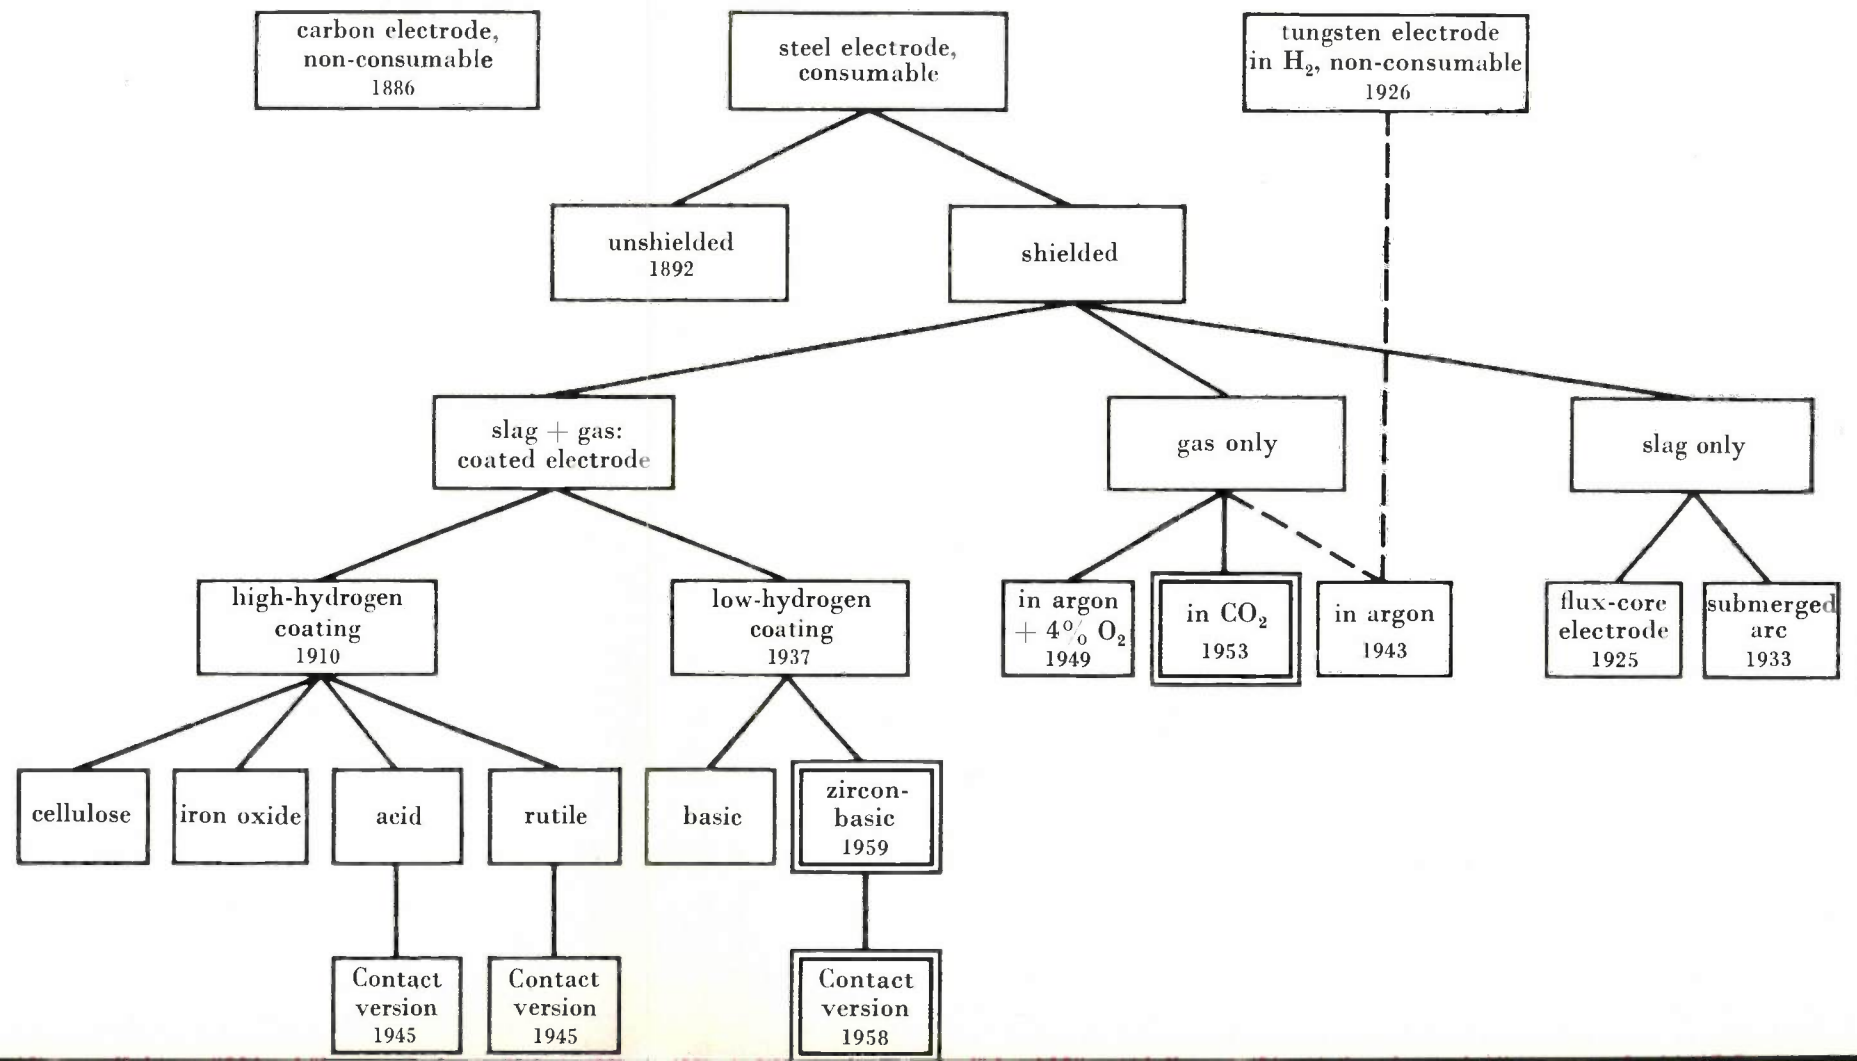 carbon electrode,
non-consumable
1886
steel electrode,
consumable
tungsten electrode
in H₂, non-consumable
1926
unshielded
1892
shielded
slag + gas:
coated electrode
gas only
slag only
high-hydrogen
coating
1910
low-hydrogen
coating
1937
in argon
+ 4% O₂
1949
in CO₂
1953
in argon
1943
flux-core
electrode
1925
submerged
arc
1933
cellulose
iron oxide
acid
rutile
basic
zircon-
basic
1959
Contact
version
1945
Contact
version
1945
Contact
version
1958